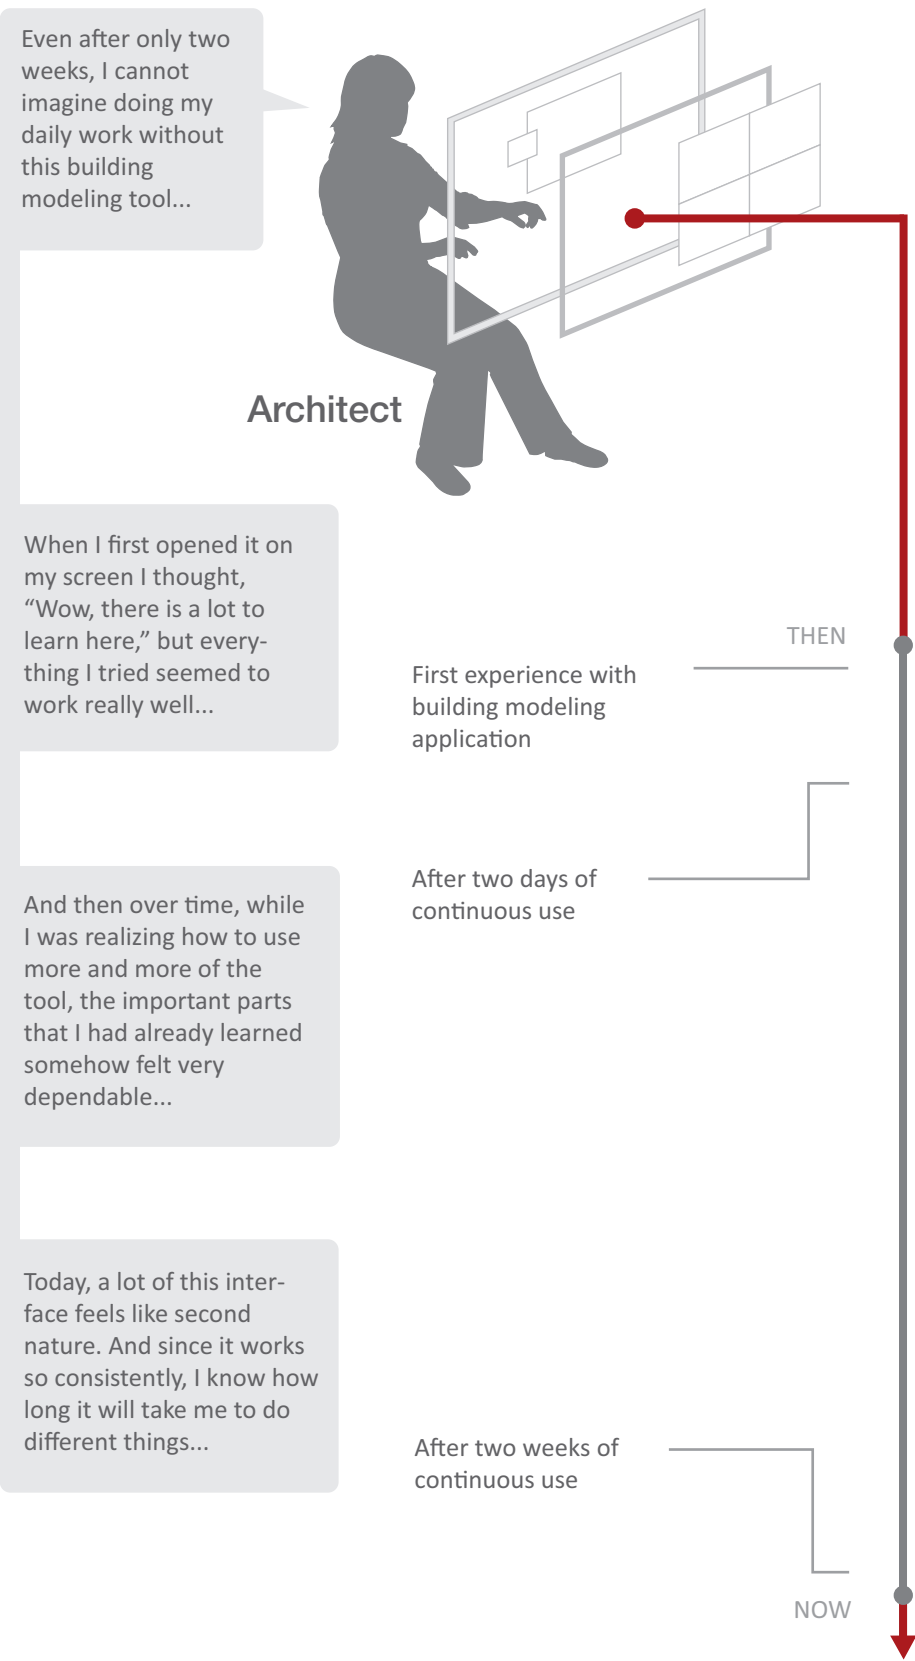 Even after only two
weeks, I cannot
imagine doing my
daily work without
this building
modeling tool...
Architect
When I first opened it on
my screen I thought,
“Wow, there is a lot to
learn here,” but every-
thing I tried seemed to
work really well...
THEN
First experience with
building modeling
application
After two days of
continuous use
And then over time, while
I was realizing how to use
more and more of the
tool, the important parts
that I had already learned
somehow felt very
dependable...
Today, a lot of this inter-
face feels like second
nature. And since it works
so consistently, I know how
long it will take me to do
different things...
After two weeks of
continuous use
NOW